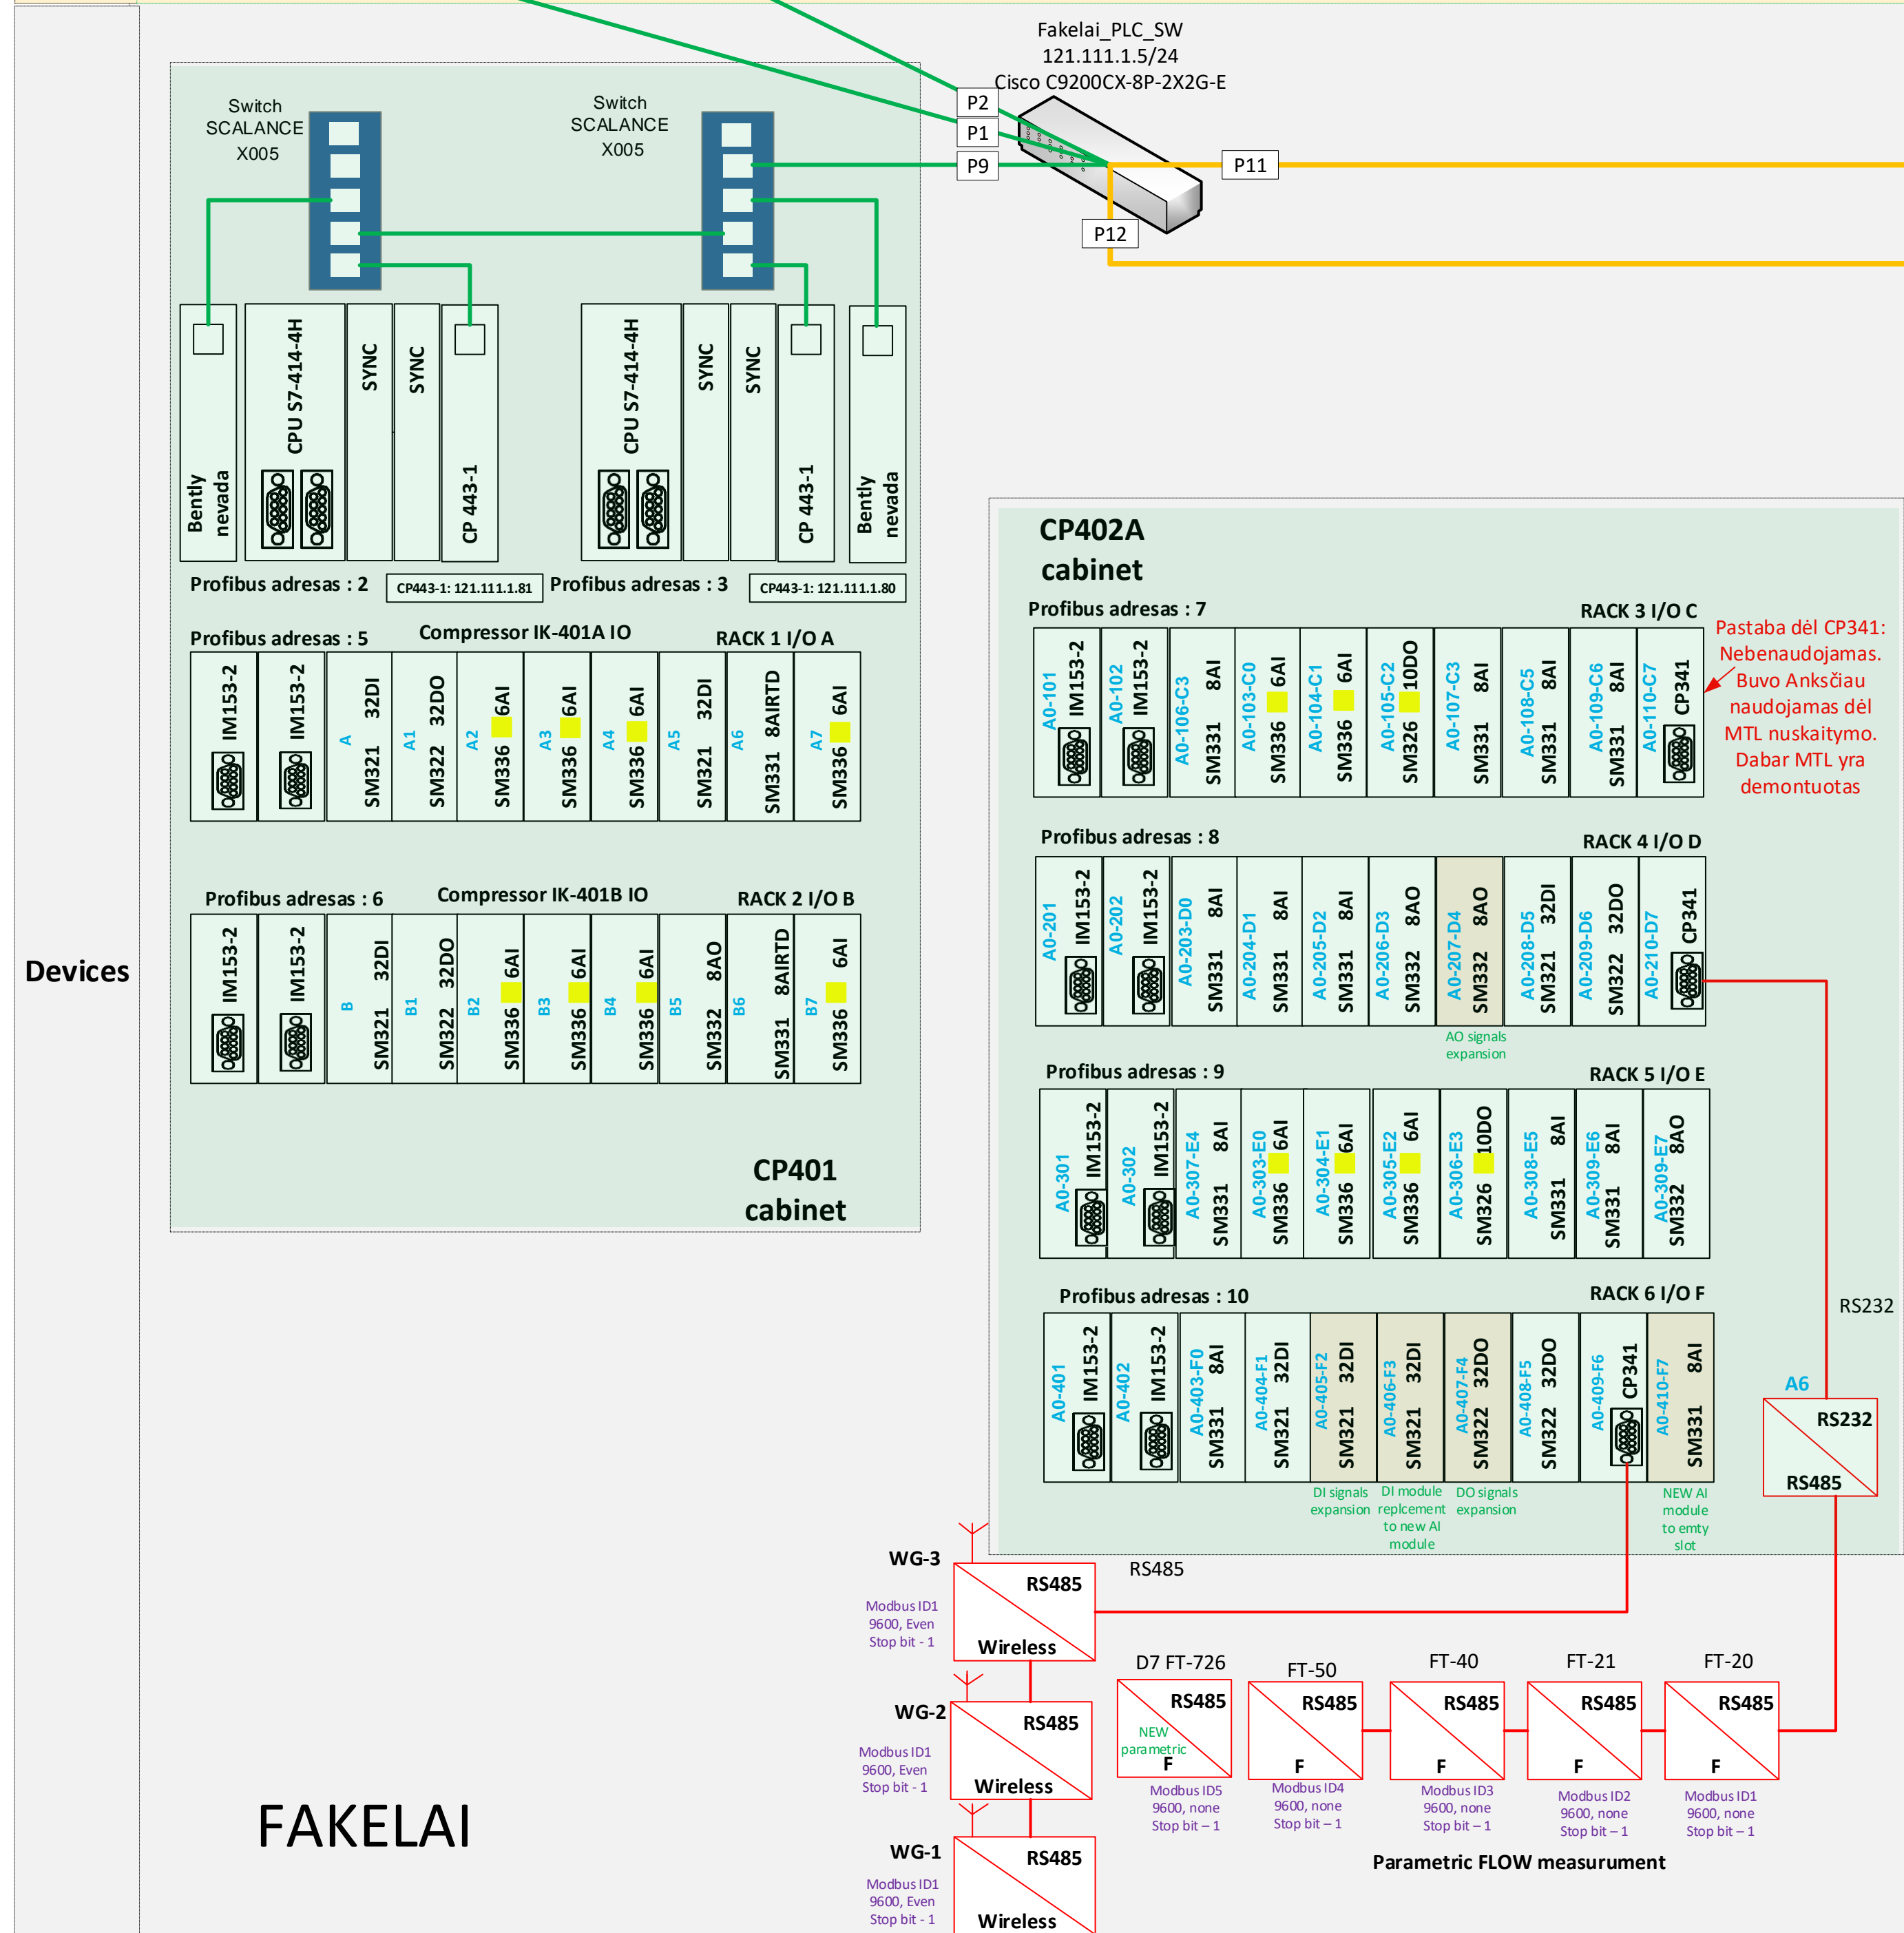 Devices
FAKELAI
Fakelai_PLC_SW
121.111.1.5/24
Cisco C9200CX-8P-2X2G-E
P2
P1
P9
P11
P12
Switch
SCALANCE
X005
Switch
SCALANCE
X005
Bently
nevada
CPU S7-414-4H
SYNC
SYNC
CP 443-1
CPU S7-414-4H
SYNC
SYNC
CP 443-1
Bently
nevada
Profibus adresas : 2
CP443-1: 121.111.1.81
Profibus adresas : 3
CP443-1: 121.111.1.80
Profibus adresas : 5
Compressor IK-401A IO
RACK 1 I/O A
IM153-2
IM153-2
A
SM321 32DI
A1
SM322 32DO
A2
SM336 6AI
A3
SM336 6AI
A4
SM336 6AI
A5
SM321 32DI
A6
SM331 8AIRTD
A7
SM336 6AI
Profibus adresas : 6
Compressor IK-401B IO
RACK 2 I/O B
IM153-2
IM153-2
B
SM321 32DI
B1
SM322 32DO
B2
SM336 6AI
B3
SM336 6AI
B4
SM336 6AI
B5
SM332 8AO
B6
SM331 8AIRTD
B7
SM336 6AI
CP401
cabinet
CP402A
cabinet
Profibus adresas : 7
RACK 3 I/O C
A0-101
IM153-2
A0-102
IM153-2
A0-106-C3
SM331 8AI
A0-103-C0
SM336 6AI
A0-104-C1
SM336 6AI
A0-105-C2
SM326 10DO
A0-107-C3
SM331 8AI
A0-108-C5
SM331 8AI
A0-109-C6
SM331 8AI
A0-110-C7
CP341
Pastaba dėl CP341:
Nebenaudojamas.
Buvo Anksčiau
naudojamas dėl
MTL nuskaitymo.
Dabar MTL yra
demontuotas
Profibus adresas : 8
RACK 4 I/O D
A0-201
IM153-2
A0-202
IM153-2
A0-203-D0
SM331 8AI
A0-204-D1
SM331 8AI
A0-205-D2
SM331 8AI
A0-206-D3
SM332 8AO
A0-207-D4
SM332 8AO
A0-208-D5
SM321 32DI
A0-209-D6
SM322 32DO
A0-210-D7
CP341
AO signals
expansion
Profibus adresas : 9
RACK 5 I/O E
A0-301
IM153-2
A0-302
IM153-2
A0-307-E4
SM331 8AI
A0-303-E0
SM336 6AI
A0-304-E1
SM336 6AI
A0-305-E2
SM336 6AI
A0-306-E3
SM326 10DO
A0-308-E5
SM331 8AI
A0-309-E6
SM331 8AI
A0-309-E7
SM332 8AO
Profibus adresas : 10
RACK 6 I/O F
A0-401
IM153-2
A0-402
IM153-2
A0-403-F0
SM331 8AI
A0-404-F1
SM321 32DI
A0-405-F2
SM321 32DI
A0-406-F3
SM321 32DI
A0-407-F4
SM322 32DO
A0-408-F5
SM322 32DO
A0-409-F6
CP341
A0-410-F7
SM331 8AI
DI signals
expansion
DI module
replcement
to new AI
module
DO signals
expansion
NEW AI
module
to emty
slot
RS232
A6
RS232
RS485
RS485
WG-3
RS485
Wireless
Modbus ID1
9600, Even
Stop bit - 1
WG-2
RS485
Wireless
Modbus ID1
9600, Even
Stop bit - 1
WG-1
RS485
Wireless
Modbus ID1
9600, Even
Stop bit - 1
D7 FT-726
RS485
NEW
parametric
F
Modbus ID5
9600, none
Stop bit – 1
FT-50
RS485
F
Modbus ID4
9600, none
Stop bit – 1
FT-40
RS485
F
Modbus ID3
9600, none
Stop bit – 1
FT-21
RS485
F
Modbus ID2
9600, none
Stop bit – 1
FT-20
RS485
F
Modbus ID1
9600, none
Stop bit – 1
Parametric FLOW measurument